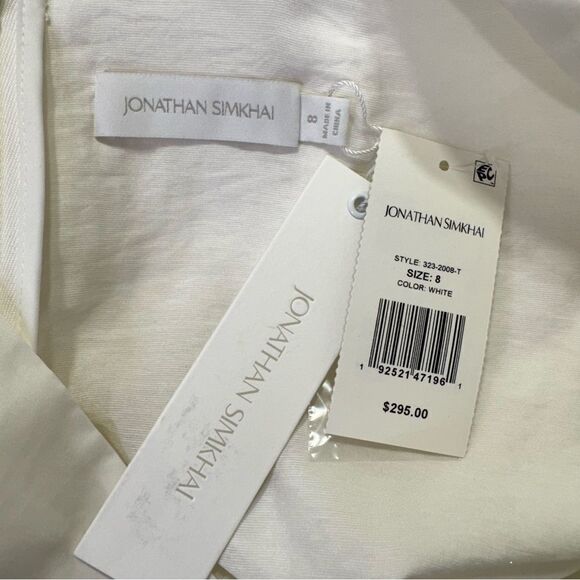 JONATHAN SIMKHAI
8
MADE IN
CHINA
JONATHAN SIMKHAI
JONATHAN SIMKHAI
STYLE: 323-2008-T
SIZE: 8
COLOR: WHITE
1 92521 47196 1
$295.00